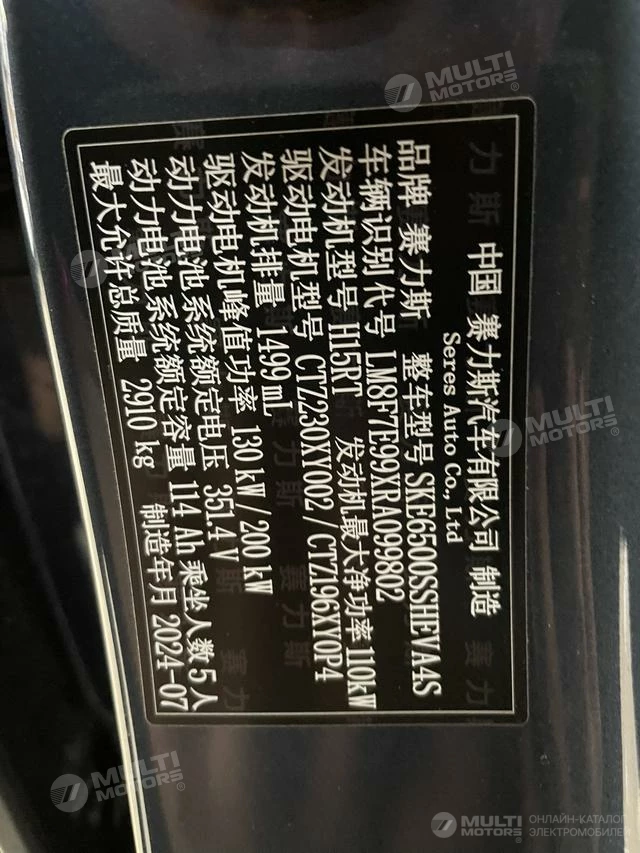 中国 赛力斯汽车有限公司 制造
Seres Auto Co., Ltd
品牌 赛力斯 整车型号 SKE6500SSHEVA4S
车辆识别代号 LM8F7E99XRA099802
发动机型号 H15RT 发动机最大净功率 110kW
驱动电机型号 CTZ230XY002 / CTZ196XY0P4
发动机排量 1499 mL
驱动电机峰值功率 130 kW / 200 kW
动力电池系统额定电压 351.4 V
动力电池系统额定容量 114 Ah 乘坐人数 5 人
最大允许总质量 2910 kg 制造年月 2024-07
MULTI MOTORS®
MULTI MOTORS®
MULTI MOTORS®
MULTI MOTORS®
MULTI MOTORS® ОНЛАЙН-КАТАЛОГ ЭЛЕКТРОМОБИЛЕЙ